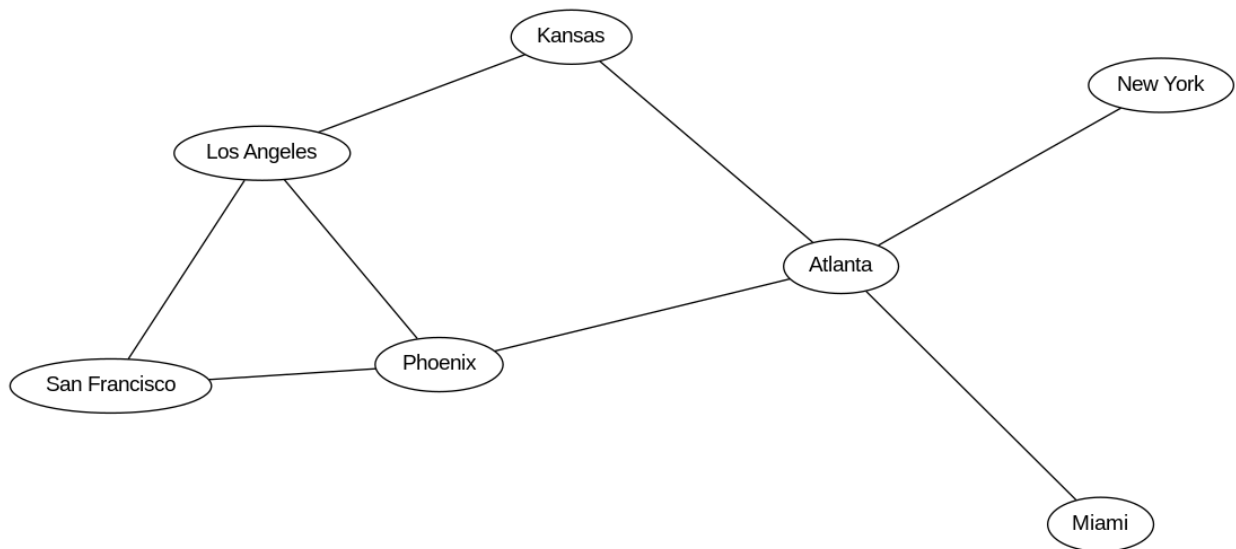 Kansas
New York
Los Angeles
Atlanta
Phoenix
San Francisco
Miami